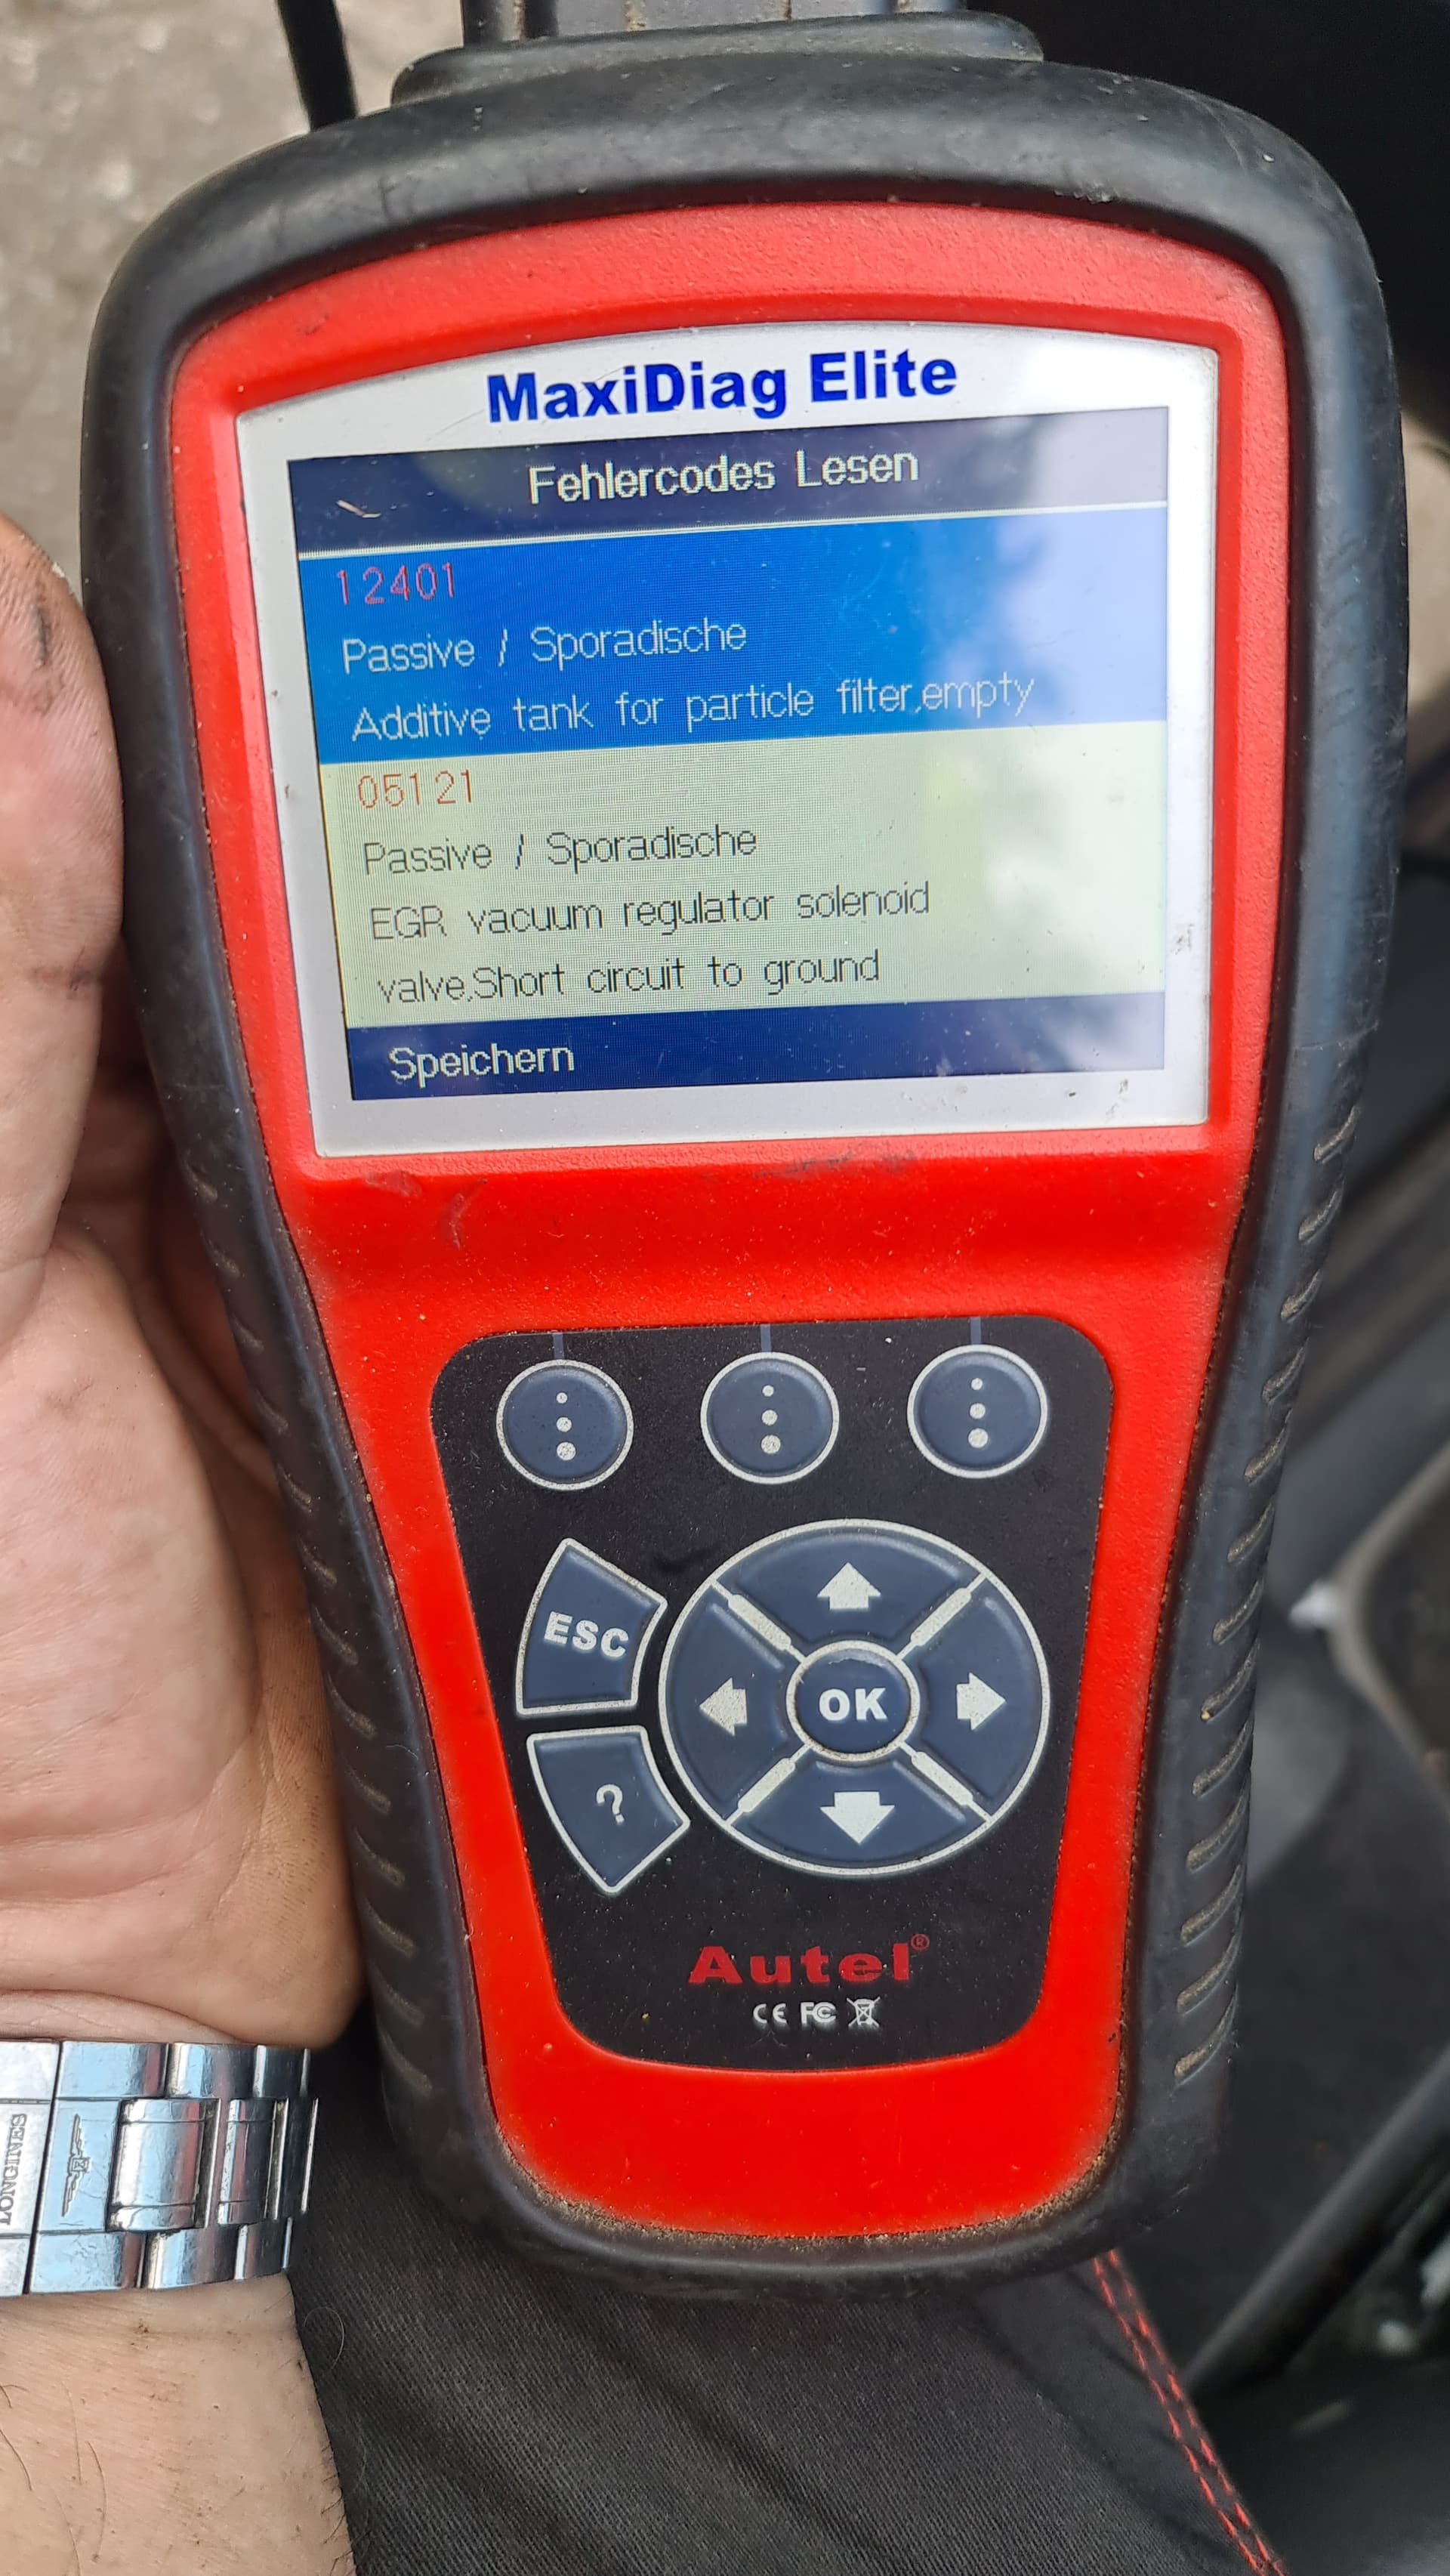 MaxiDiag Elite
Fehlercodes Lesen
12401
Passive / Sporadische
Additive tank for particle filter,empty
05121
Passive / Sporadische
EGR vacuum regulator solenoid
valve,Short circuit to ground
Speichern
ESC
OK
?
Autel®
CE FC
LONGINES